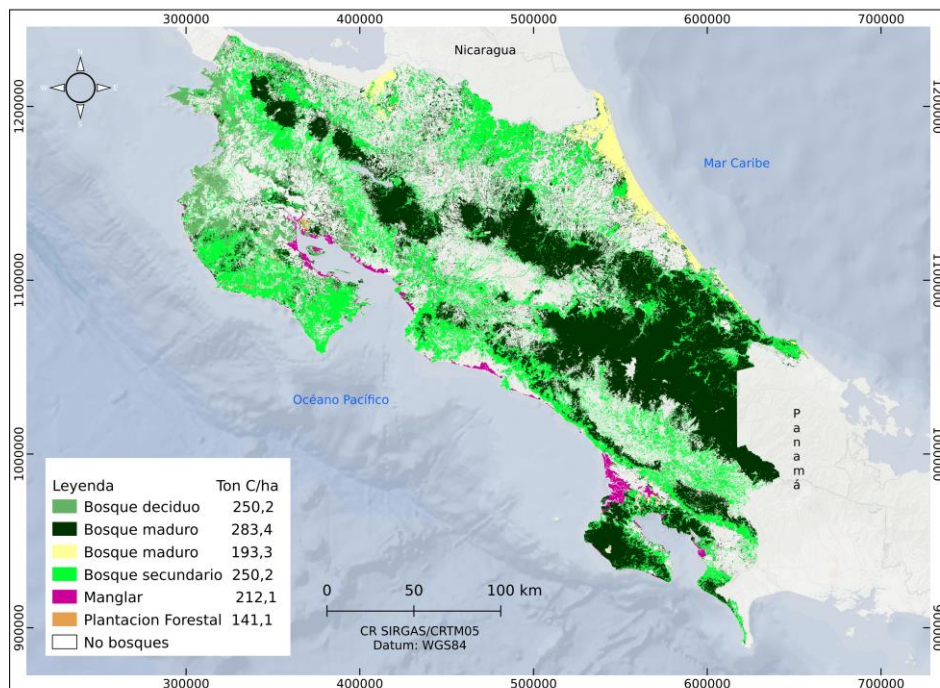 300000 400000 500000 600000 700000
Nicaragua
1200000 1200000
Mar Caribe
1100000 1100000
Océano Pacífico
Panamá
1000000 1000000
Leyenda Ton C/ha
Bosque deciduo 250,2
Bosque maduro 283,4
Bosque maduro 193,3
Bosque secundario 250,2
Manglar 212,1
Plantacion Forestal 141,1
No bosques
0 50 100 km
CR SIRGAS/CRTM05
Datum: WGS84
900000 900000
300000 400000 500000 600000 700000